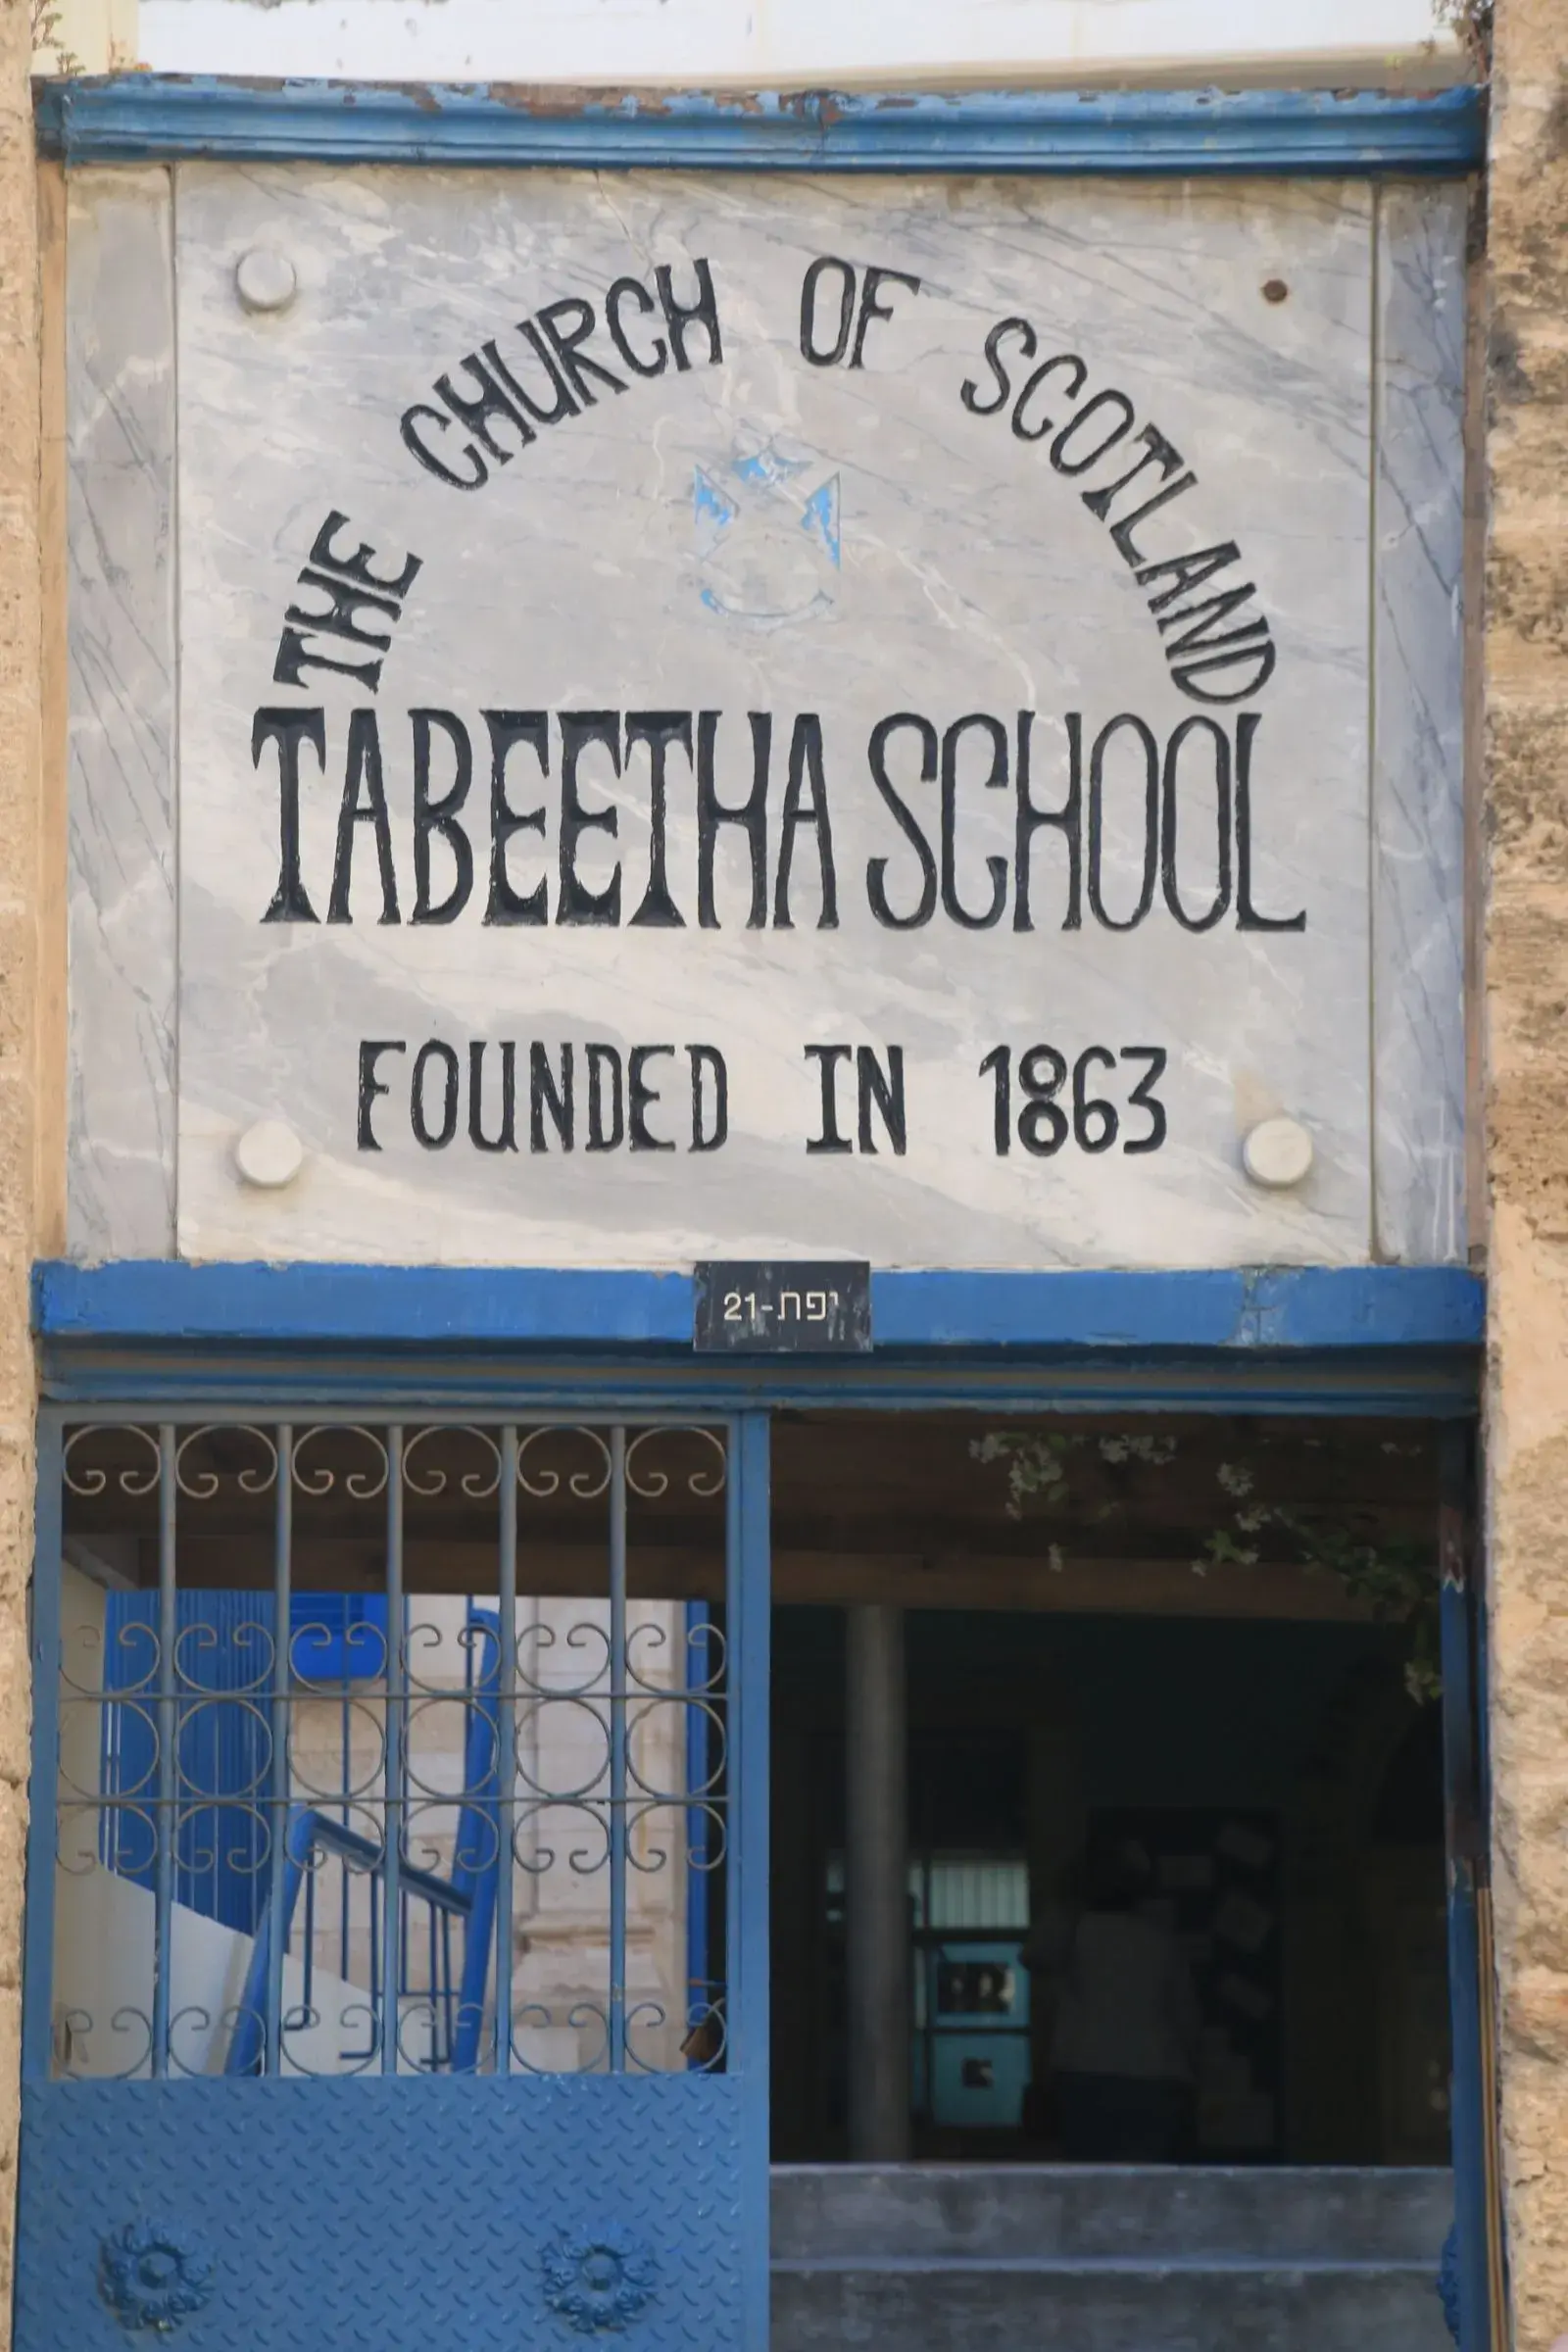 THE CHURCH OF SCOTLAND
TABEETHA SCHOOL
FOUNDED IN 1863
יפת-21